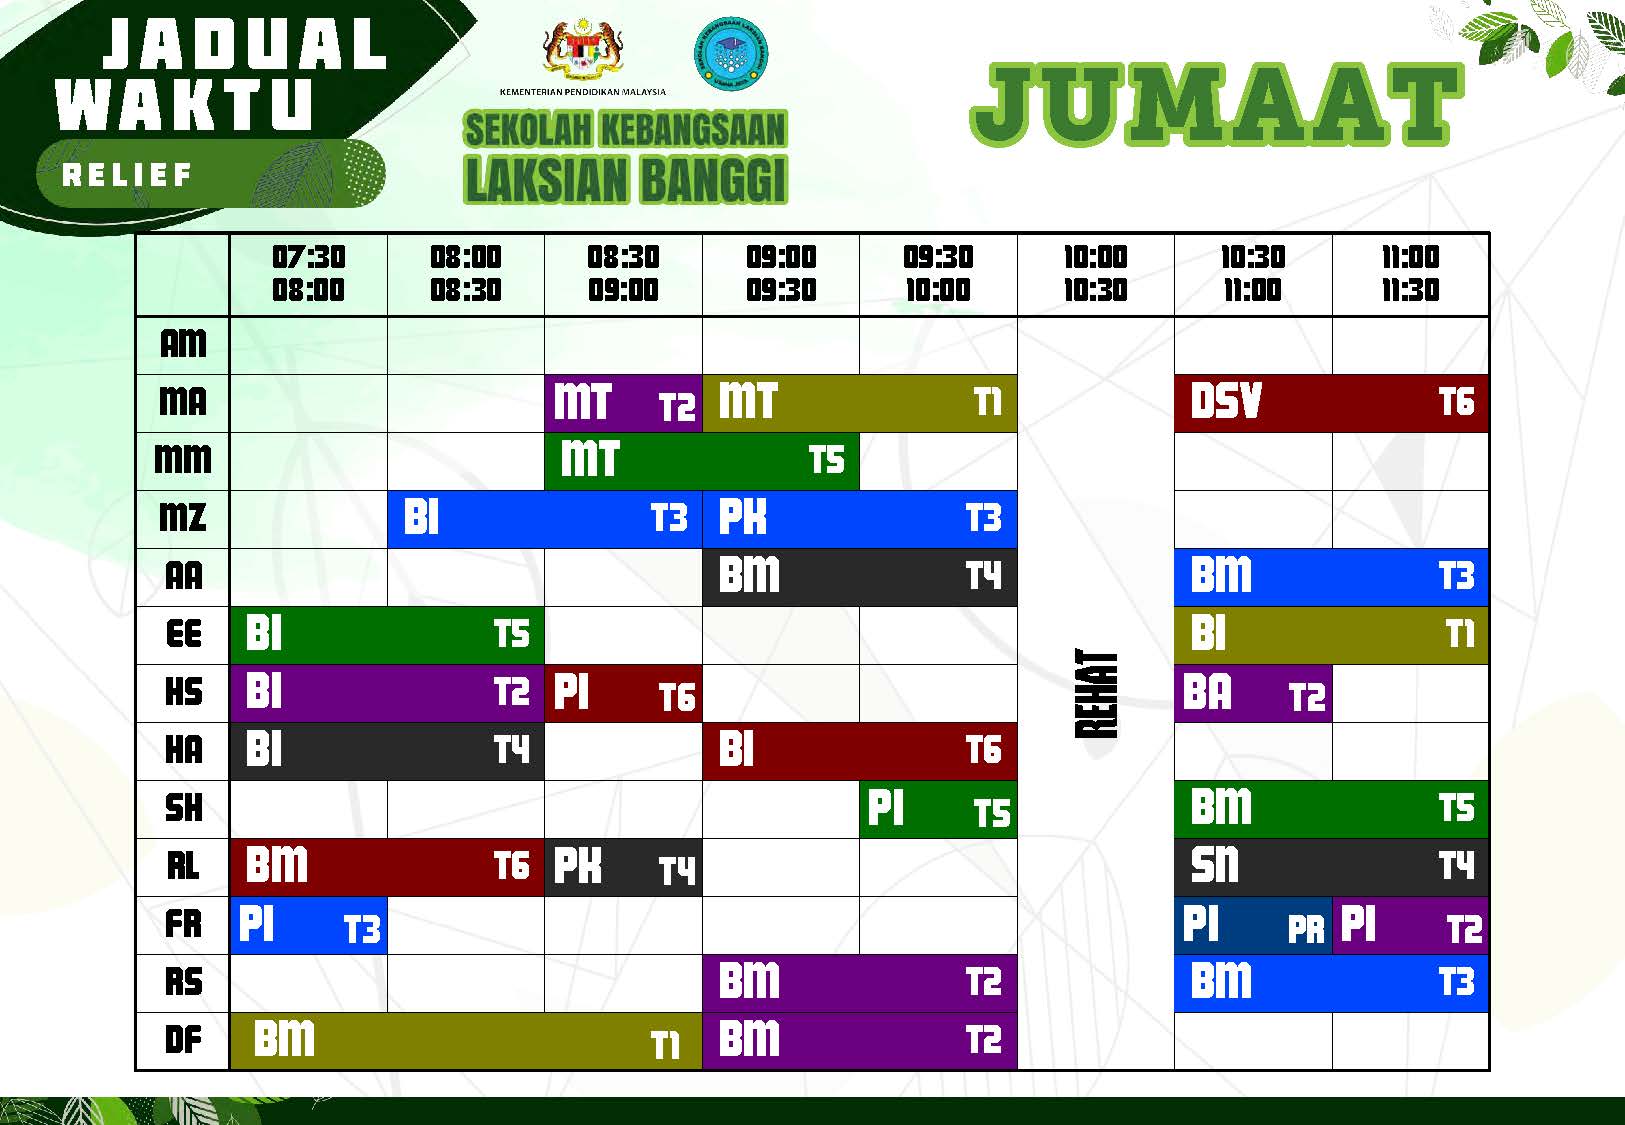 JADUAL
WAKTU
RELIEF
KEMENTERIAN PENDIDIKAN MALAYSIA
SEKOLAH KEBANGSAAN
LAKSIAN BANGGI
JUMAAT
07:30 08:00 08:30 09:00 09:30 10:00 10:30 11:00
08:00 08:30 09:00 09:30 10:00 10:30 11:00 11:30
AM
MA MT T2 MT T1 DSV T6
MM MT T5
MZ BI T3 PK T3
AA BM T4 BM T3
EE BI T5 BI T1
REHAT
HS BI T2 PI T6 BA T2
HA BI T4 BI T6
SH PI T5 BM T5
RL BM T6 PK T4 SN T4
FR PI T3 PI PR PI T2
RS BM T2 BM T3
DF BM T1 BM T2